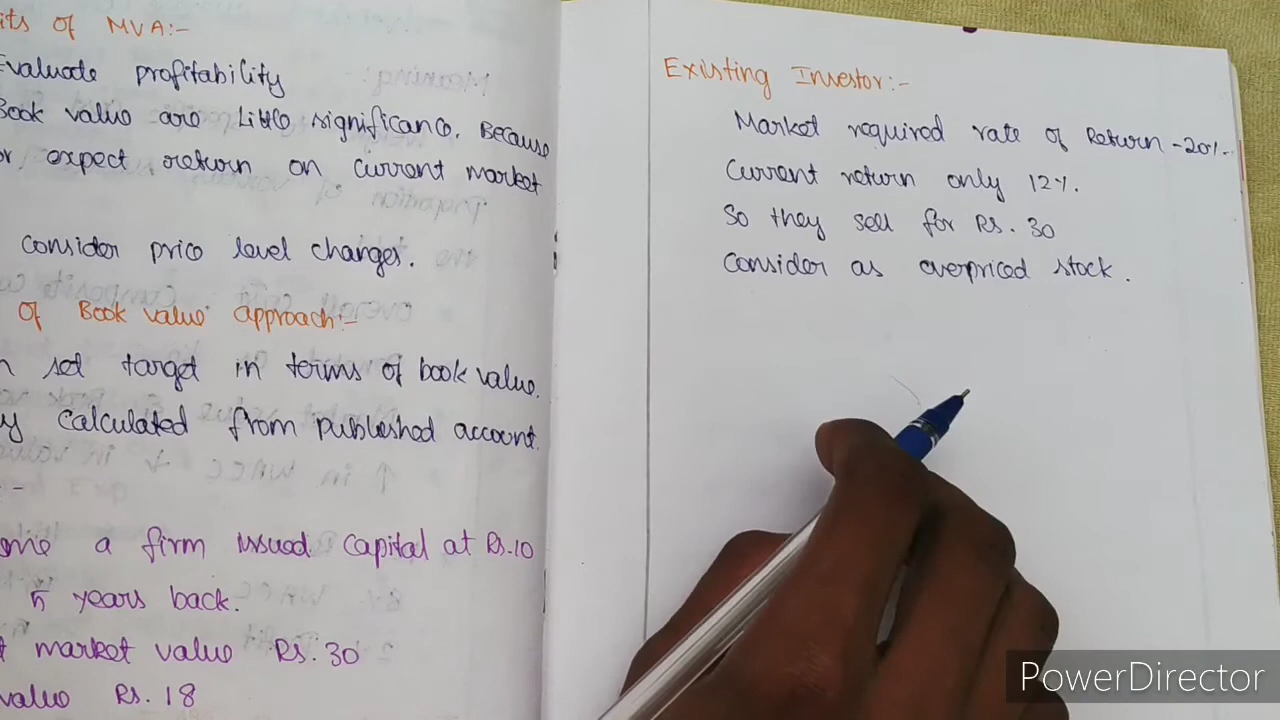 its of MVA:-
Evaluate profitability
Book value are Little significance. Because
or expect return on current market
consider price level changes.
of Book value approach:-
n set target in terms of book value.
y calculated from published account.
:-
a firm issued capital at Rs.10
5 years back.
t market value Rs. 30
value Rs. 18
Existing Investor:-
Market required rate of Return - 20%.
Current return only 12%.
So they sell for Rs. 30
Consider as overpriced stock.
PowerDirector